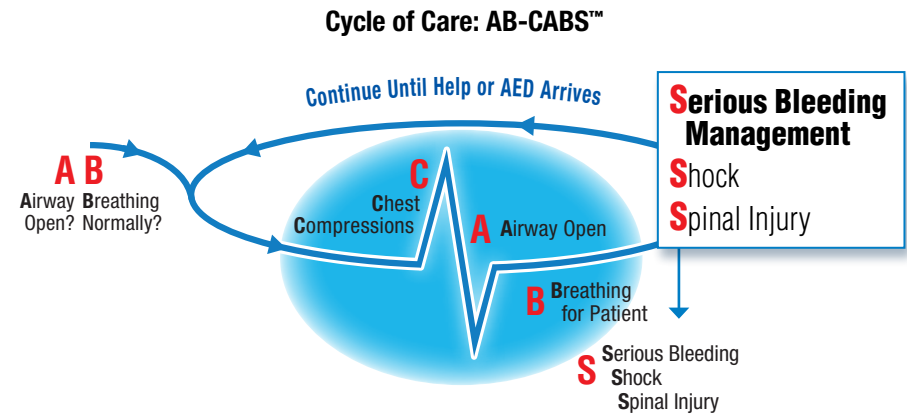 Cycle of Care: AB-CABS™
Continue Until Help or AED Arrives
A B
Airway Breathing
Open? Normally?
C
Chest
Compressions
A Airway Open
B Breathing
for Patient
Serious Bleeding
Management
Shock
Spinal Injury
S Serious Bleeding
Shock
Spinal Injury